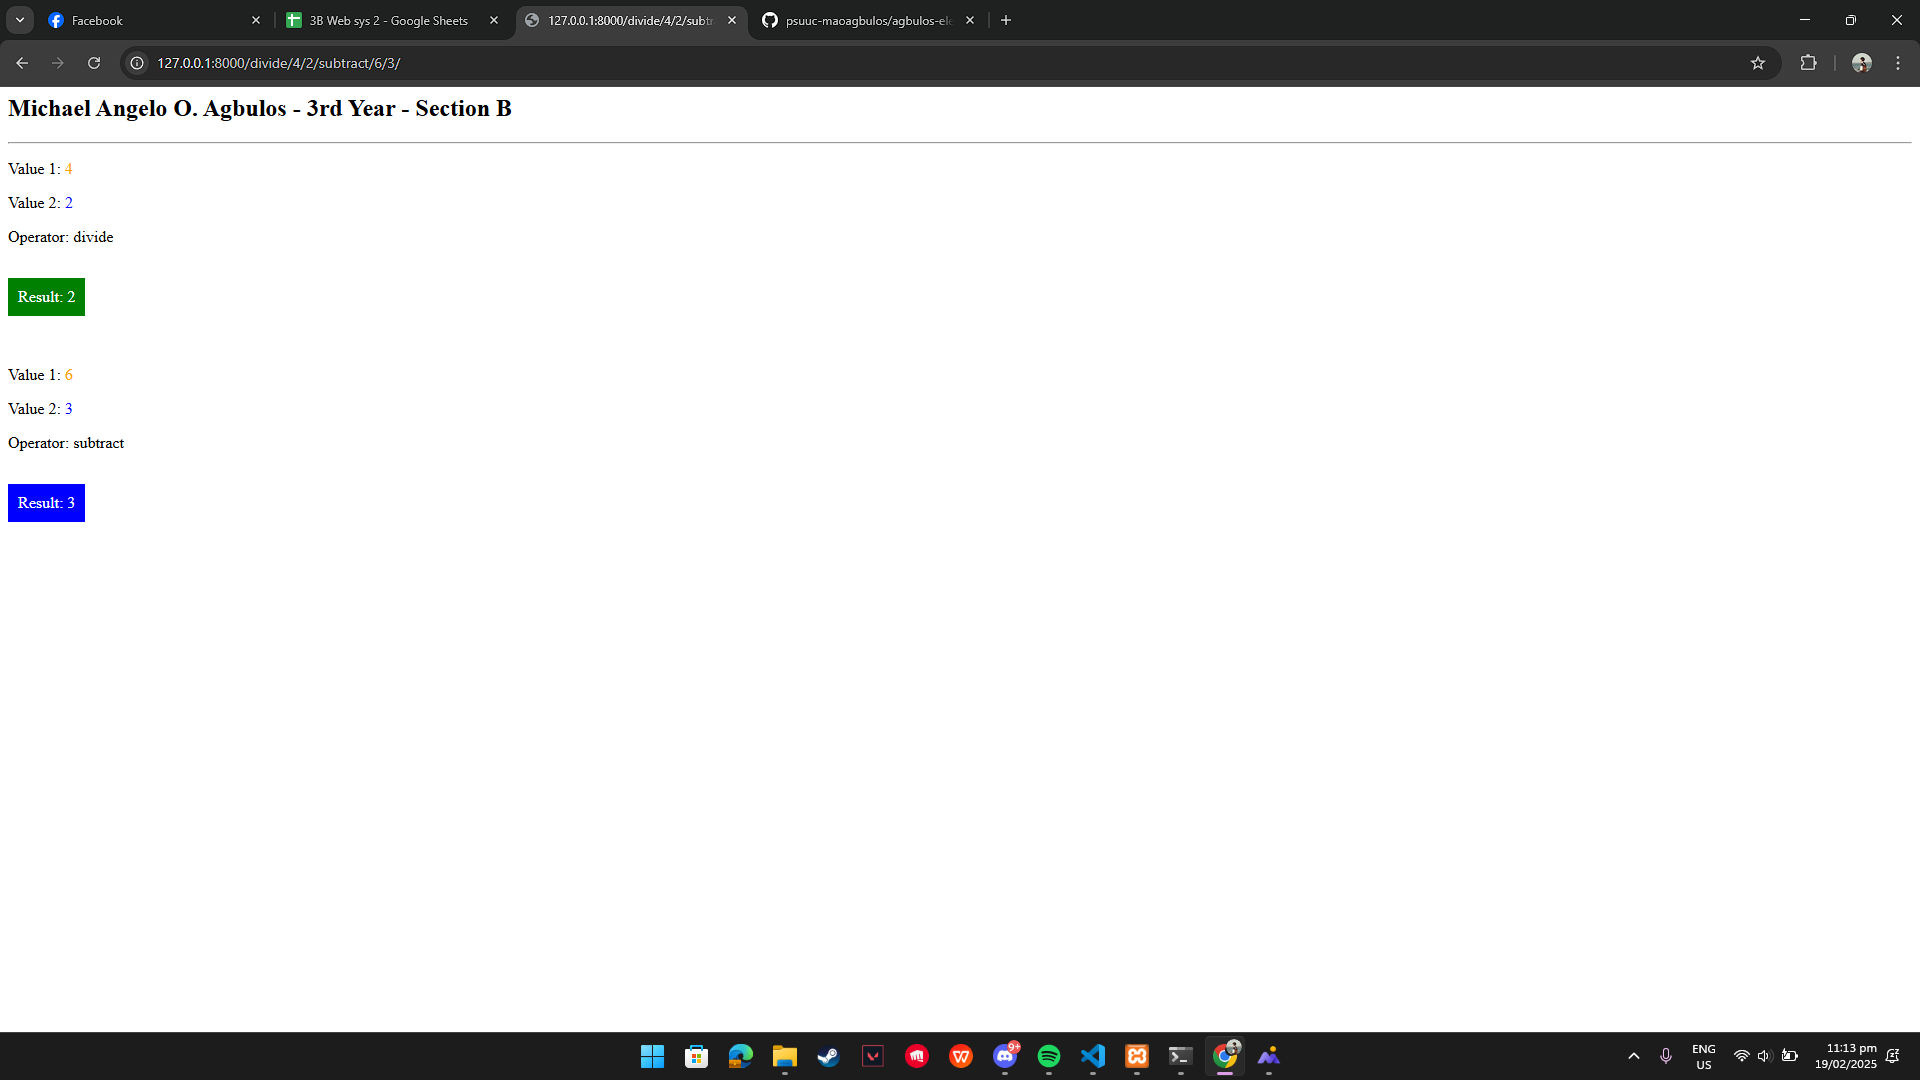 Facebook
3B Web sys 2 - Google Sheets
127.0.0.1:8000/divide/4/2/subtr
psuuc-maoagbulos/agbulos-ele
127.0.0.1:8000/divide/4/2/subtract/6/3/
Michael Angelo O. Agbulos - 3rd Year - Section B
Value 1: 4
Value 2: 2
Operator: divide
Result: 2
Value 1: 6
Value 2: 3
Operator: subtract
Result: 3
9+
ENG
US
11:13 pm
19/02/2025